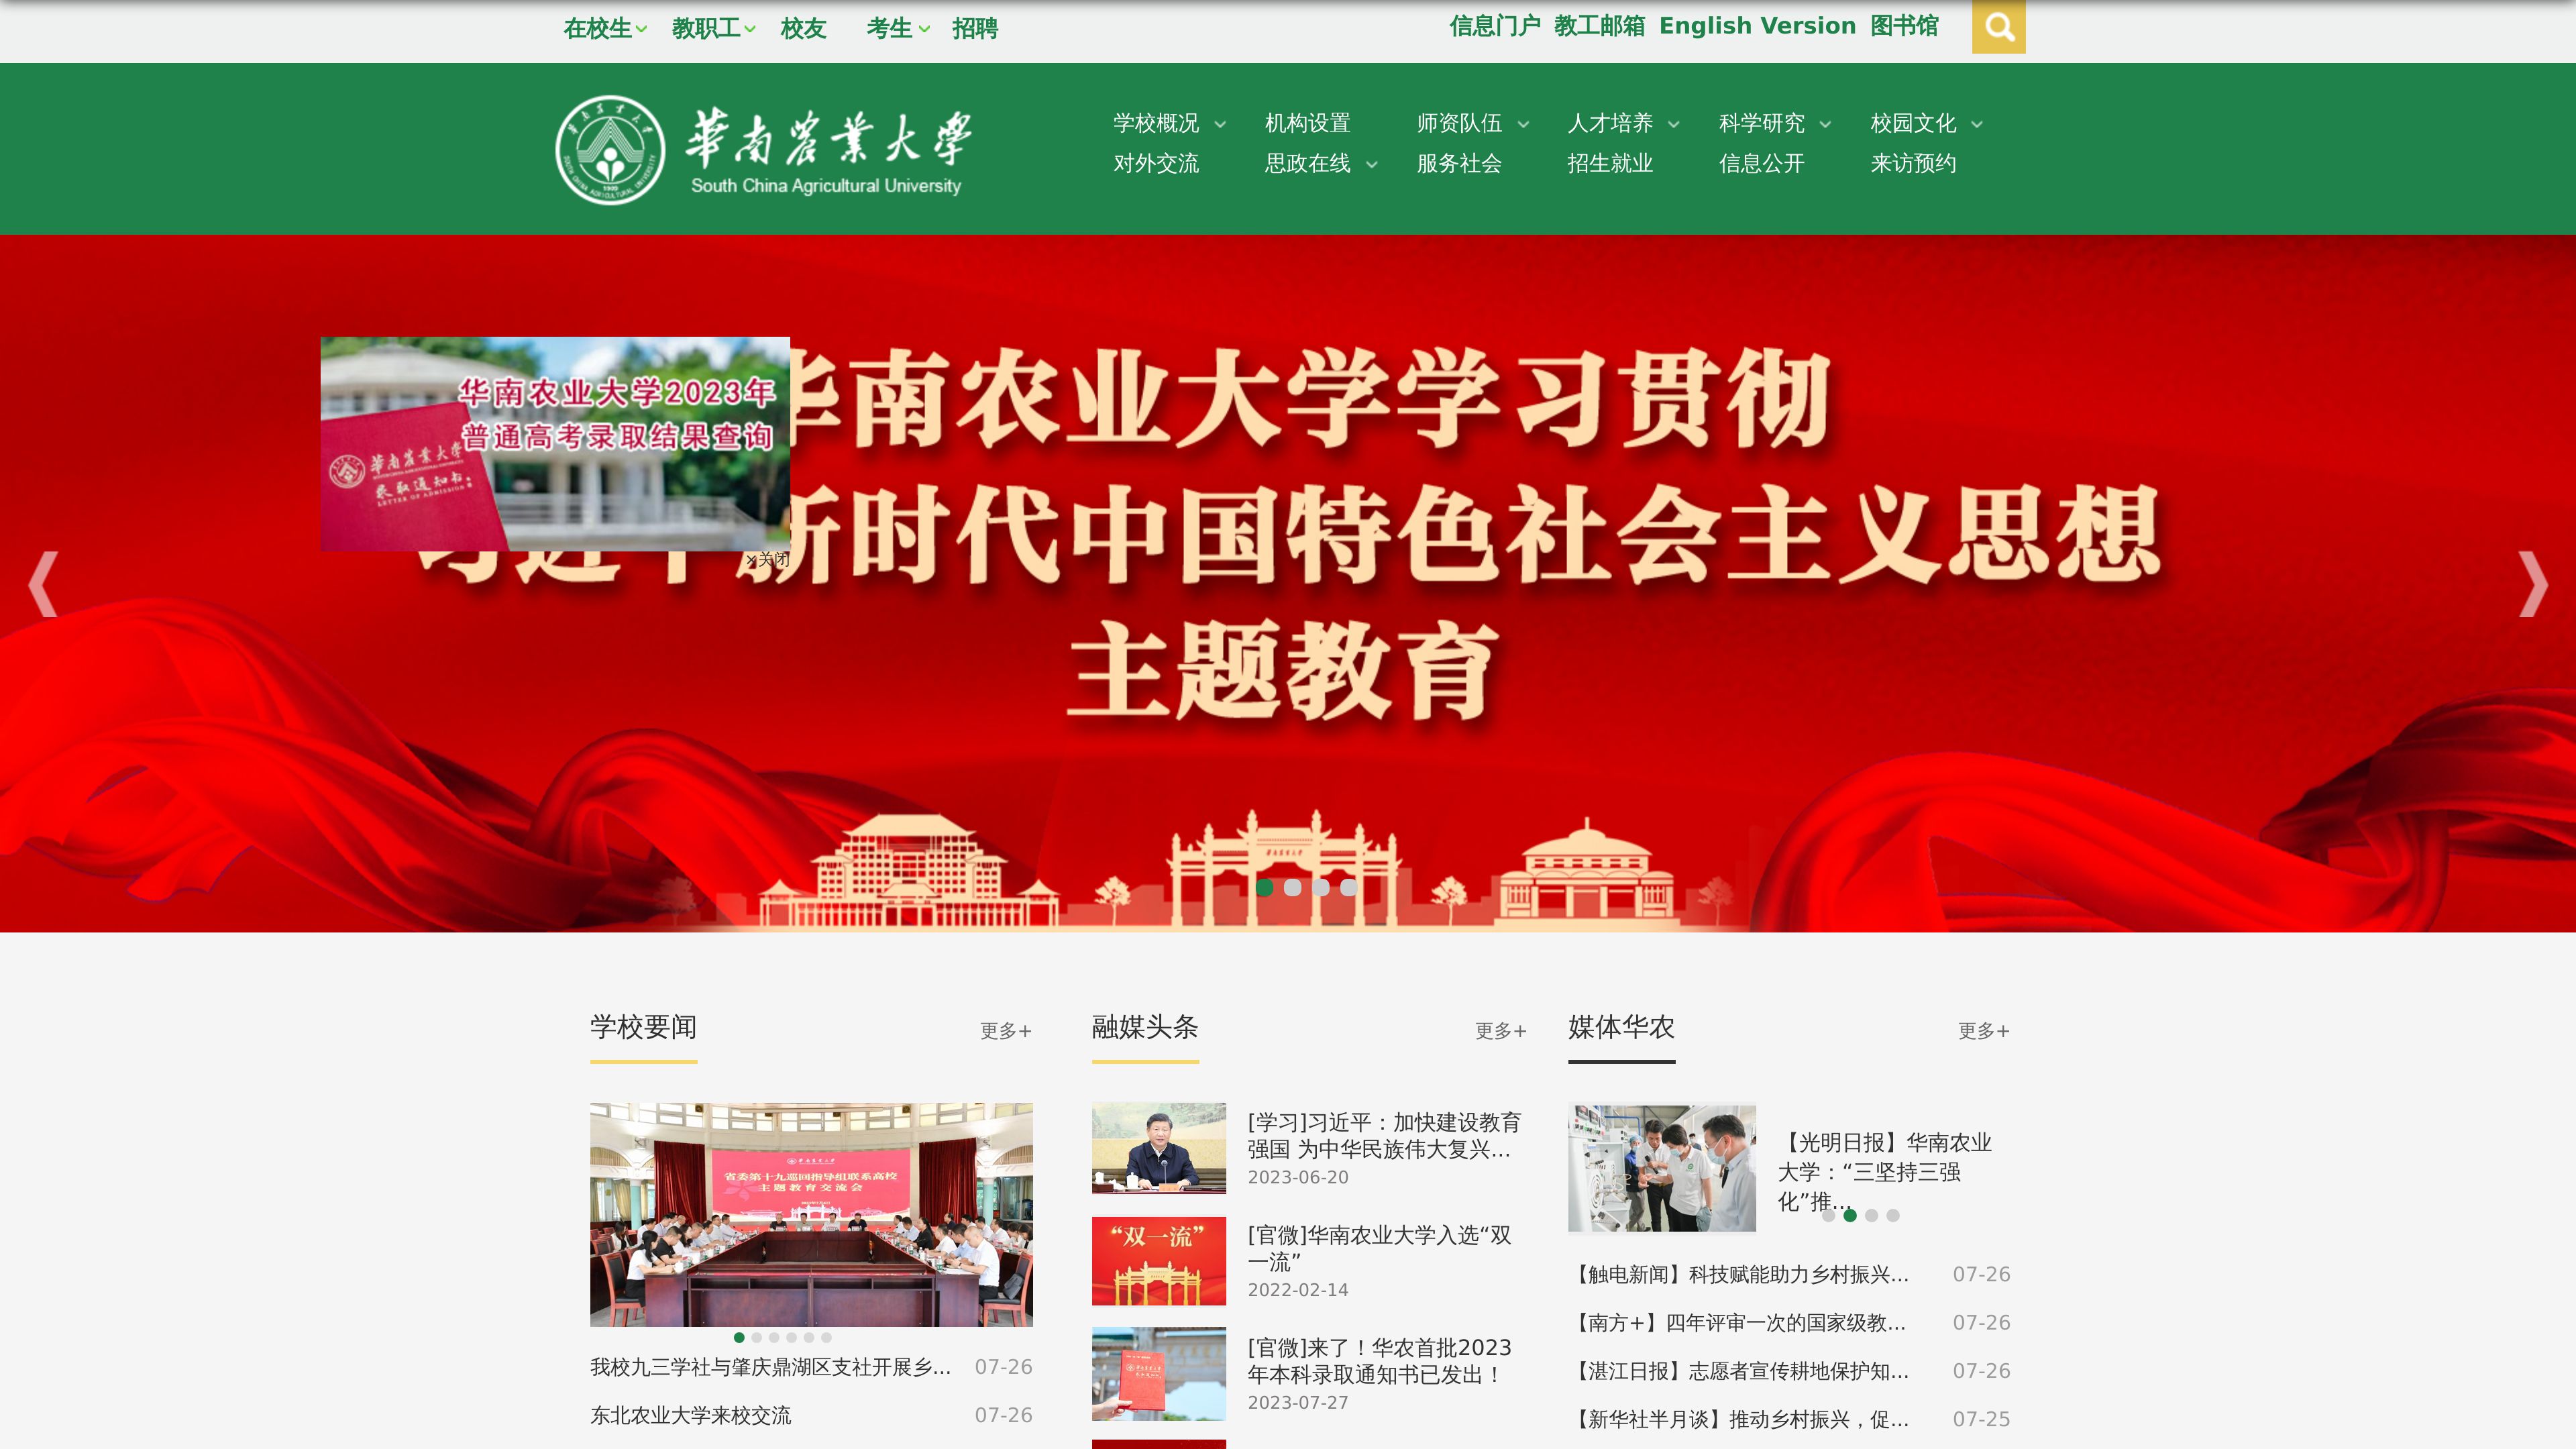 在校生
教职工
校友
考生
招聘
信息门户
教工邮箱
English Version
图书馆
華南農業大學
South China Agricultural University
学校概况
机构设置
师资队伍
人才培养
科学研究
校园文化
对外交流
思政在线
服务社会
招生就业
信息公开
来访预约
华南农业大学学习贯彻
新时代中国特色社会主义思想
主题教育
华南农业大学2023年
普通高考录取结果查询
華南農業大學
录取通知书
LETTER OF ADMISSION
×关闭
学校要闻
更多+
省委第十九巡回指导组联系高校
主题教育交流会
我校九三学社与肇庆鼎湖区支社开展乡...
07-26
东北农业大学来校交流
07-26
融媒头条
更多+
[学习]习近平：加快建设教育
强国 为中华民族伟大复兴...
2023-06-20
“双一流”
[官微]华南农业大学入选“双
一流”
2022-02-14
[官微]来了！华农首批2023
年本科录取通知书已发出！
2023-07-27
媒体华农
更多+
【光明日报】华南农业
大学：“三坚持三强
化”推...
【触电新闻】科技赋能助力乡村振兴...
07-26
【南方+】四年评审一次的国家级教...
07-26
【湛江日报】志愿者宣传耕地保护知...
07-26
【新华社半月谈】推动乡村振兴，促...
07-25